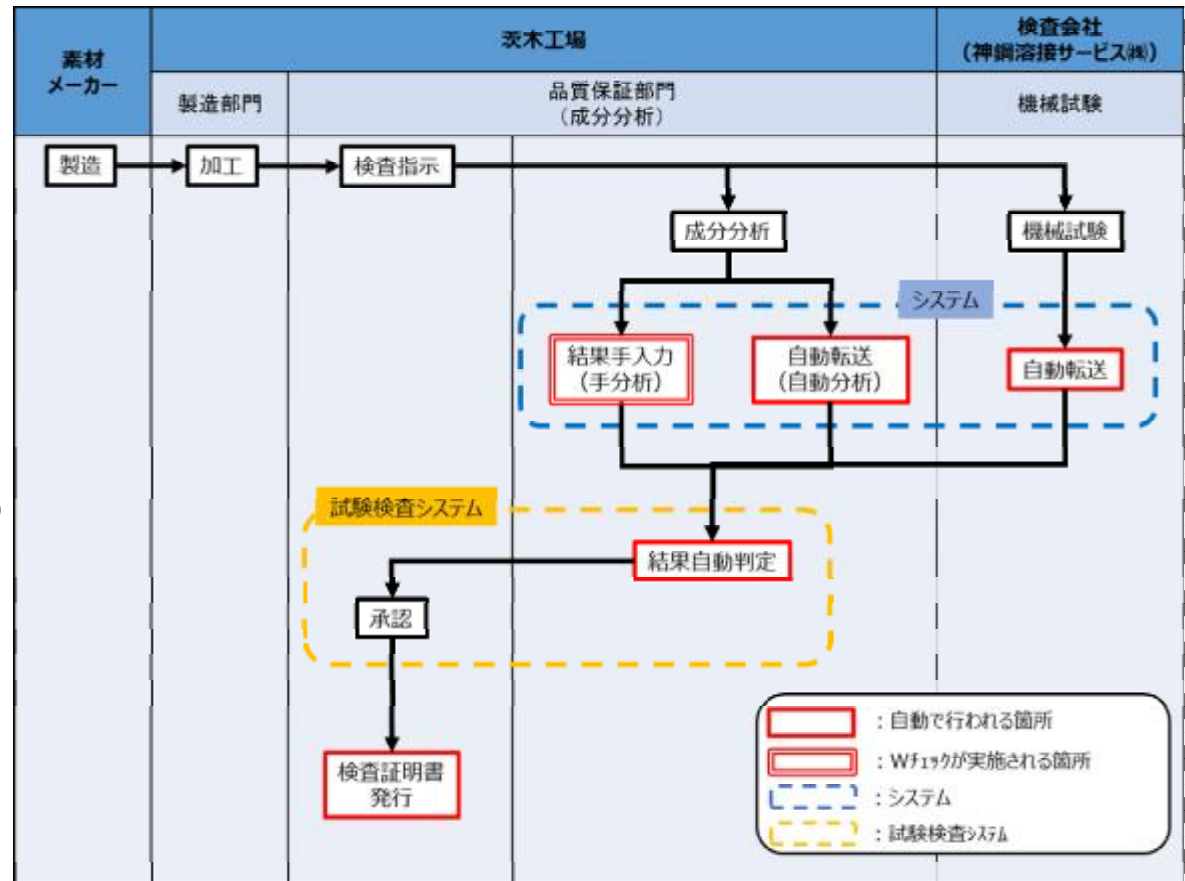 素材
メーカー
茨木工場
検査会社
（神鋼溶接サービス㈱）
製造部門
品質保証部門
（成分分析）
機械試験
製造
加工
検査指示
成分分析
機械試験
システム
結果手入力
（手分析）
自動転送
（自動分析）
自動転送
試験検査システム
結果自動判定
承認
検査証明書
発行
：自動で行われる箇所
：Wﾁｪｯｸが実施される箇所
：システム
：試験検査ｼｽﾃﾑ